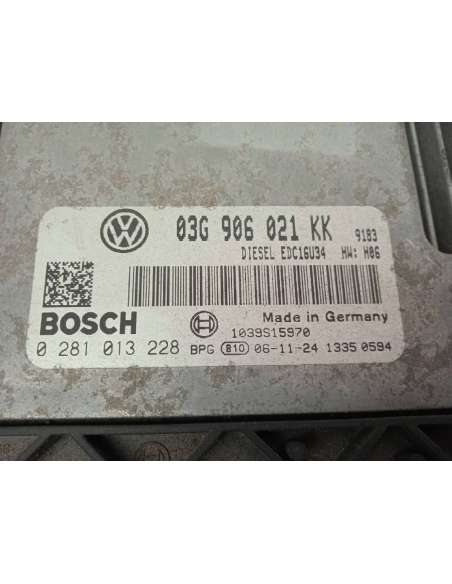 03G 906 021 KK 9183
DIESEL EDC16U34 HW: H06
BOSCH
Made in Germany
1039S15970
0 281 013 228 BPG 810 06-11-24 1335 0594